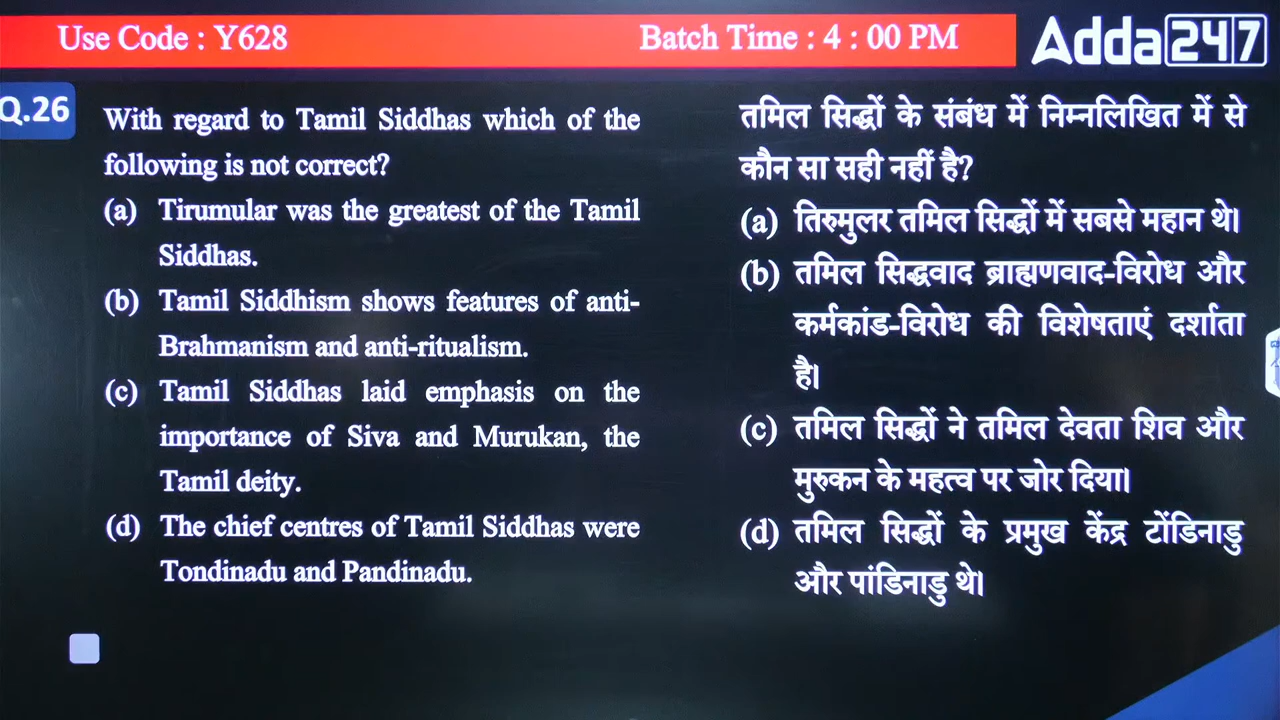 Use Code : Y628
Batch Time : 4 : 00 PM
Adda247
Q.26
With regard to Tamil Siddhas which of the
following is not correct?
(a) Tirumular was the greatest of the Tamil
Siddhas.
(b) Tamil Siddhism shows features of anti-
Brahmanism and anti-ritualism.
(c) Tamil Siddhas laid emphasis on the
importance of Siva and Murukan, the
Tamil deity.
(d) The chief centres of Tamil Siddhas were
Tondinadu and Pandinadu.
तमिल सिद्धों के संबंध में निम्नलिखित में से
कौन सा सही नहीं है?
(a) तिरुमुलर तमिल सिद्धों में सबसे महान थे।
(b) तमिल सिद्धवाद ब्राह्मणवाद-विरोध और
कर्मकांड-विरोध की विशेषताएं दर्शाता
है।
(c) तमिल सिद्धों ने तमिल देवता शिव और
मुरुकन के महत्व पर जोर दिया।
(d) तमिल सिद्धों के प्रमुख केंद्र टोंडिनाडु
और पांडिनाडु थे।